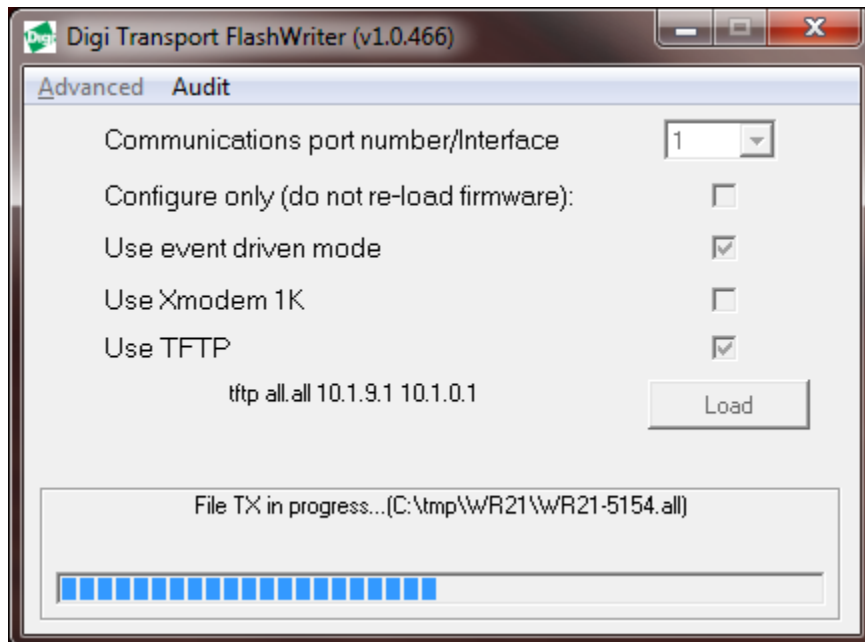 Digi Digi Transport FlashWriter (v1.0.466)
Advanced Audit
Communications port number/Interface 1
Configure only (do not re-load firmware):
Use event driven mode
Use Xmodem 1K
Use TFTP
tftp all.all 10.1.9.1 10.1.0.1
Load
File TX in progress...(C:\tmp\WR21\WR21-5154.all)